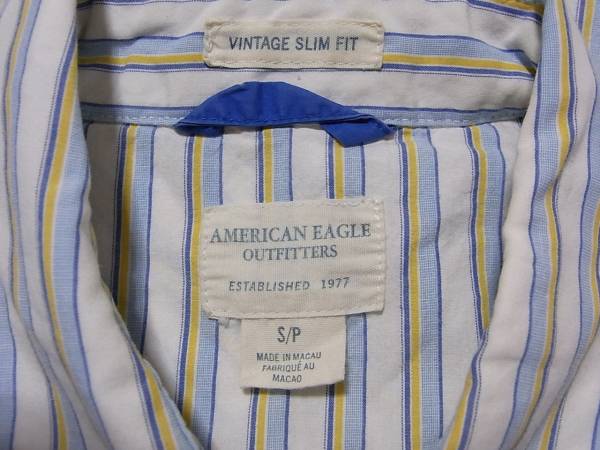 VINTAGE SLIM FIT
AMERICAN EAGLE
OUTFITTERS
ESTABLISHED 1977
S/P
MADE IN MACAU
FABRIQUÉ AU
MACAO